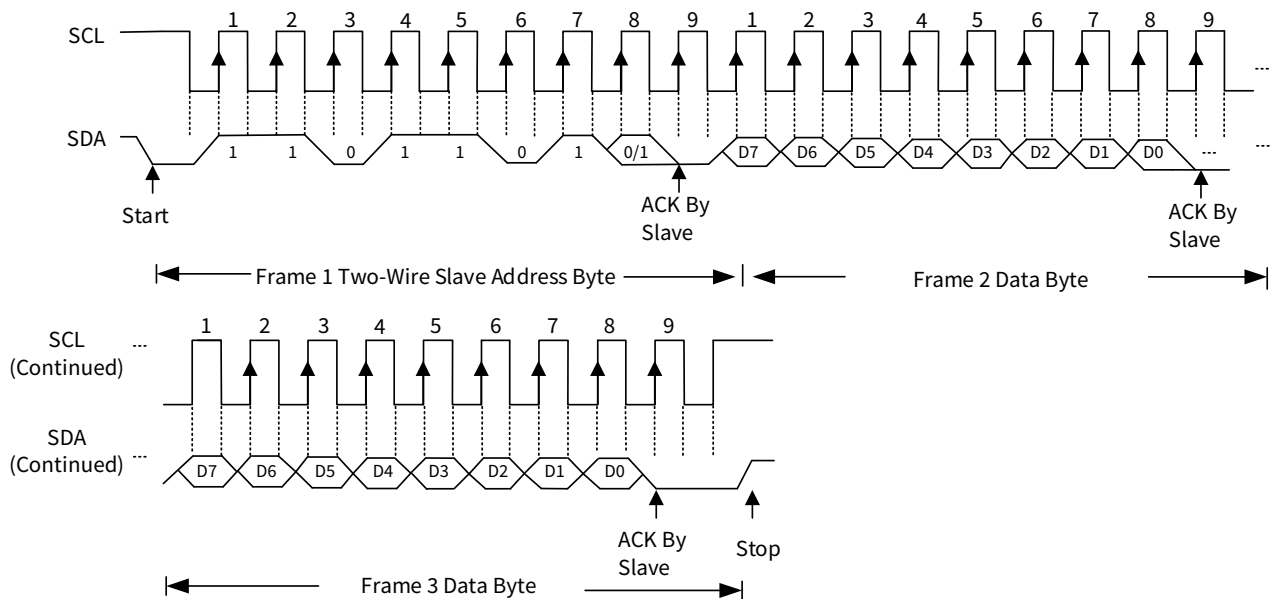 1 2 3 4 5 6 7 8 9 1 2 3 4 5 6 7 8 9
SCL
...
SDA
1 1 0 1 1 0 1 0/1 D7 D6 D5 D4 D3 D2 D1 D0 ... ...
Start
ACK By
Slave
ACK By
Slave
Frame 1 Two-Wire Slave Address Byte
Frame 2 Data Byte
1 2 3 4 5 6 7 8 9
SCL
(Continued)
...
SDA
(Continued)
...
D7 D6 D5 D4 D3 D2 D1 D0
ACK By
Slave
Stop
Frame 3 Data Byte